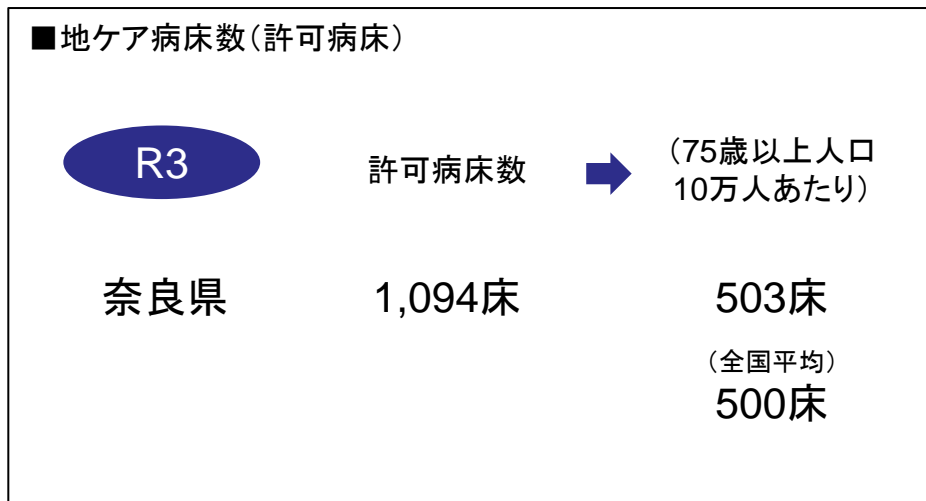 ■地ケア病床数(許可病床)
R3
許可病床数
(75歳以上人口
10万人あたり)
奈良県
1,094床
503床
(全国平均)
500床